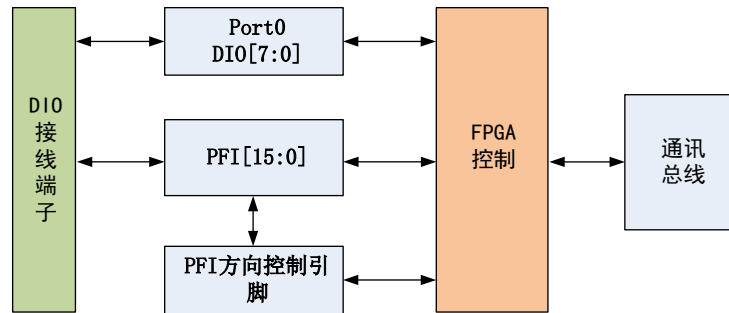 DIO
接
线
端
子
Port0
DIO[7:0]
PFI[15:0]
PFI方向控制引
脚
FPGA
控制
通讯
总线